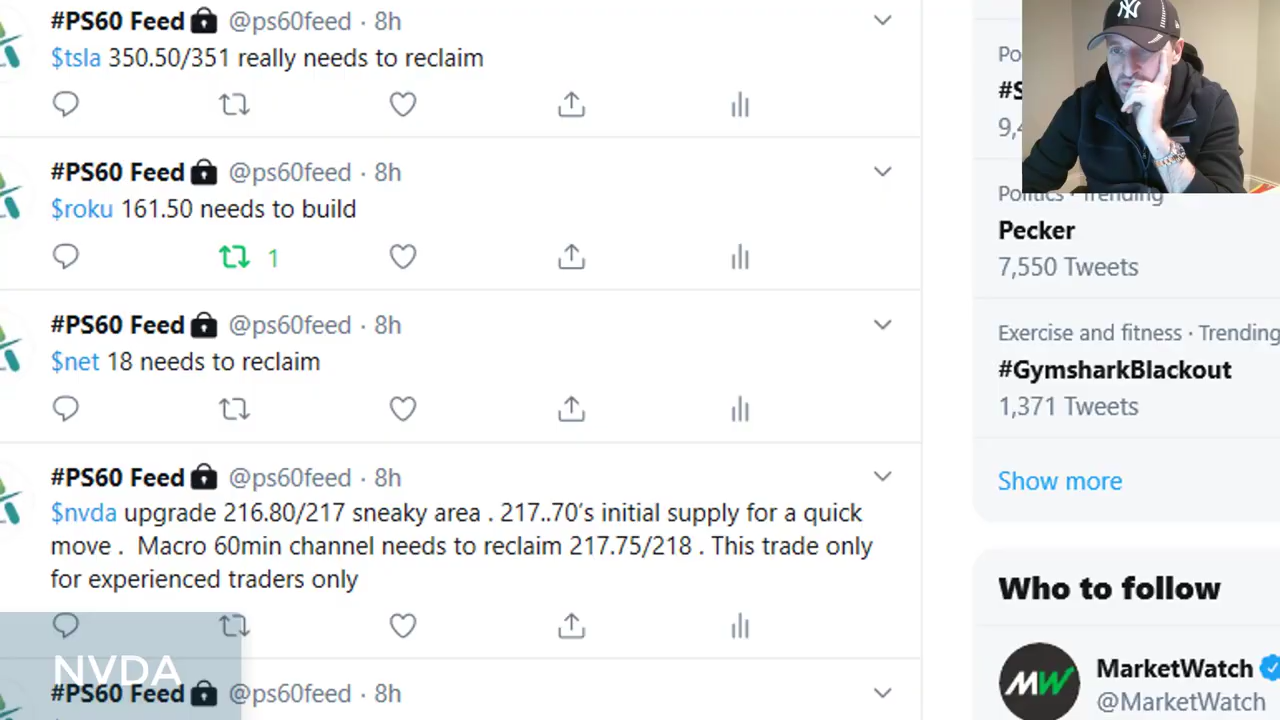 #PS60 Feed @ps60feed · 8h
$tsla 350.50/351 really needs to reclaim
#PS60 Feed @ps60feed · 8h
$roku 161.50 needs to build
1
#PS60 Feed @ps60feed · 8h
$net 18 needs to reclaim
#PS60 Feed @ps60feed · 8h
$nvda upgrade 216.80/217 sneaky area . 217..70's initial supply for a quick
move .  Macro 60min channel needs to reclaim 217.75/218 . This trade only
for experienced traders only
NVDA
#PS60 Feed @ps60feed · 8h
NY
Politics · Trending
Pecker
7,550 Tweets
Exercise and fitness · Trending
#GymsharkBlackout
1,371 Tweets
Show more
Who to follow
MW
MarketWatch
@MarketWatch